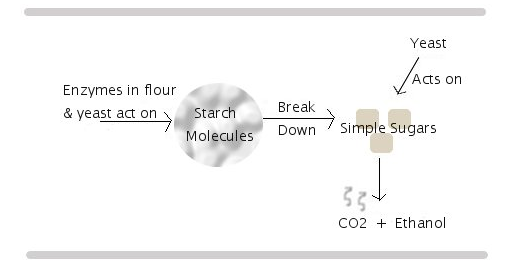 Yeast
Acts on
Enzymes in flour
& yeast act on
Starch
Molecules
Break
Down
Simple Sugars
CO2 + Ethanol